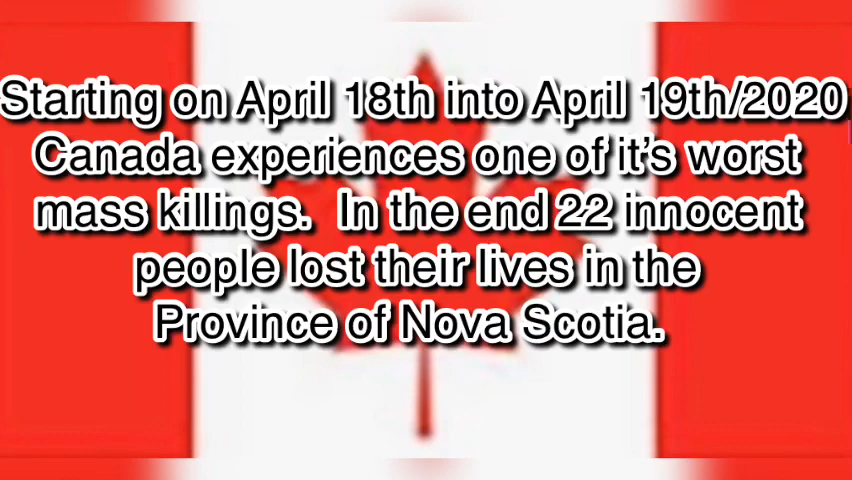 Starting on April 18th into April 19th/2020
Canada experiences one of it's worst
mass killings.  In the end 22 innocent
people lost their lives in the
Province of Nova Scotia.